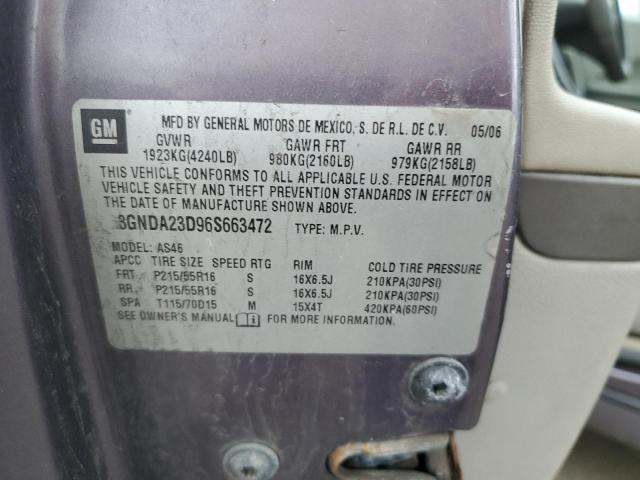 GM
MFD BY GENERAL MOTORS DE MEXICO, S. DE R.L. DE C.V. 05/06
GVWR GAWR FRT GAWR RR
1923KG(4240LB) 980KG(2160LB) 979KG(2158LB)
THIS VEHICLE CONFORMS TO ALL APPLICABLE U.S. FEDERAL MOTOR
VEHICLE SAFETY AND THEFT PREVENTION STANDARDS IN EFFECT ON
THE DATE OF MANUFACTURE SHOWN ABOVE.
3GNDA23D96S663472 TYPE: M.P.V.
MODEL: AS46
APCC TIRE SIZE SPEED RTG RIM COLD TIRE PRESSURE
FRT P215/55R16 S 16X6.5J 210KPA(30PSI)
RR P215/55R16 S 16X6.5J 210KPA(30PSI)
SPA T115/70D15 M 15X4T 420KPA(60PSI)
SEE OWNER'S MANUAL FOR MORE INFORMATION.